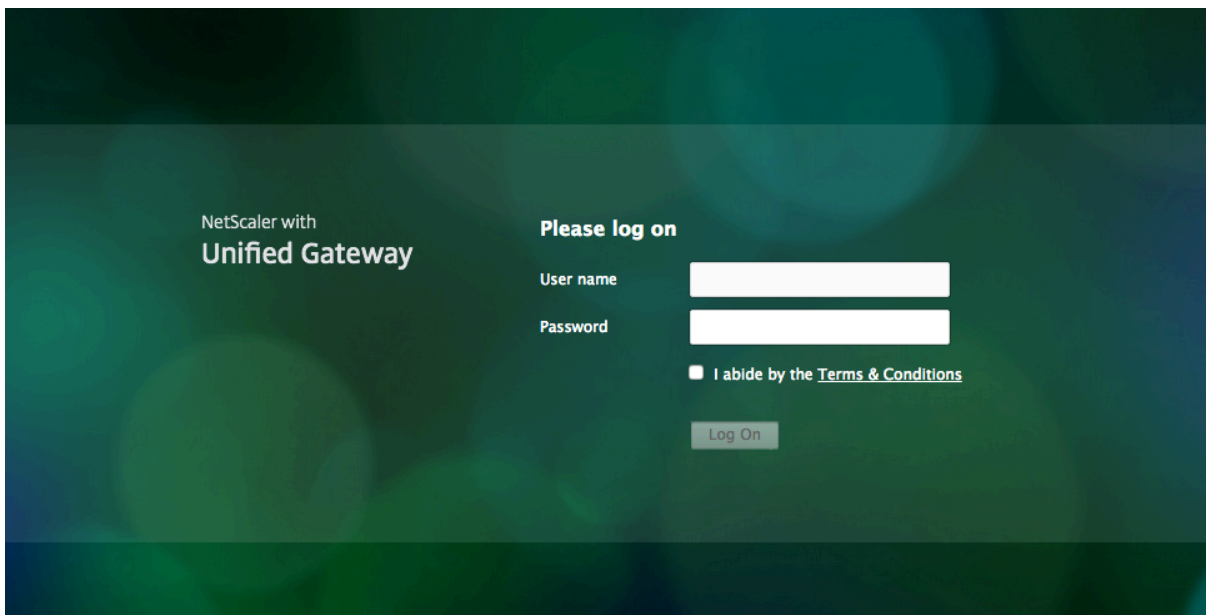 NetScaler with
Unified Gateway
Please log on
User name
Password
I abide by the Terms & Conditions
Log On